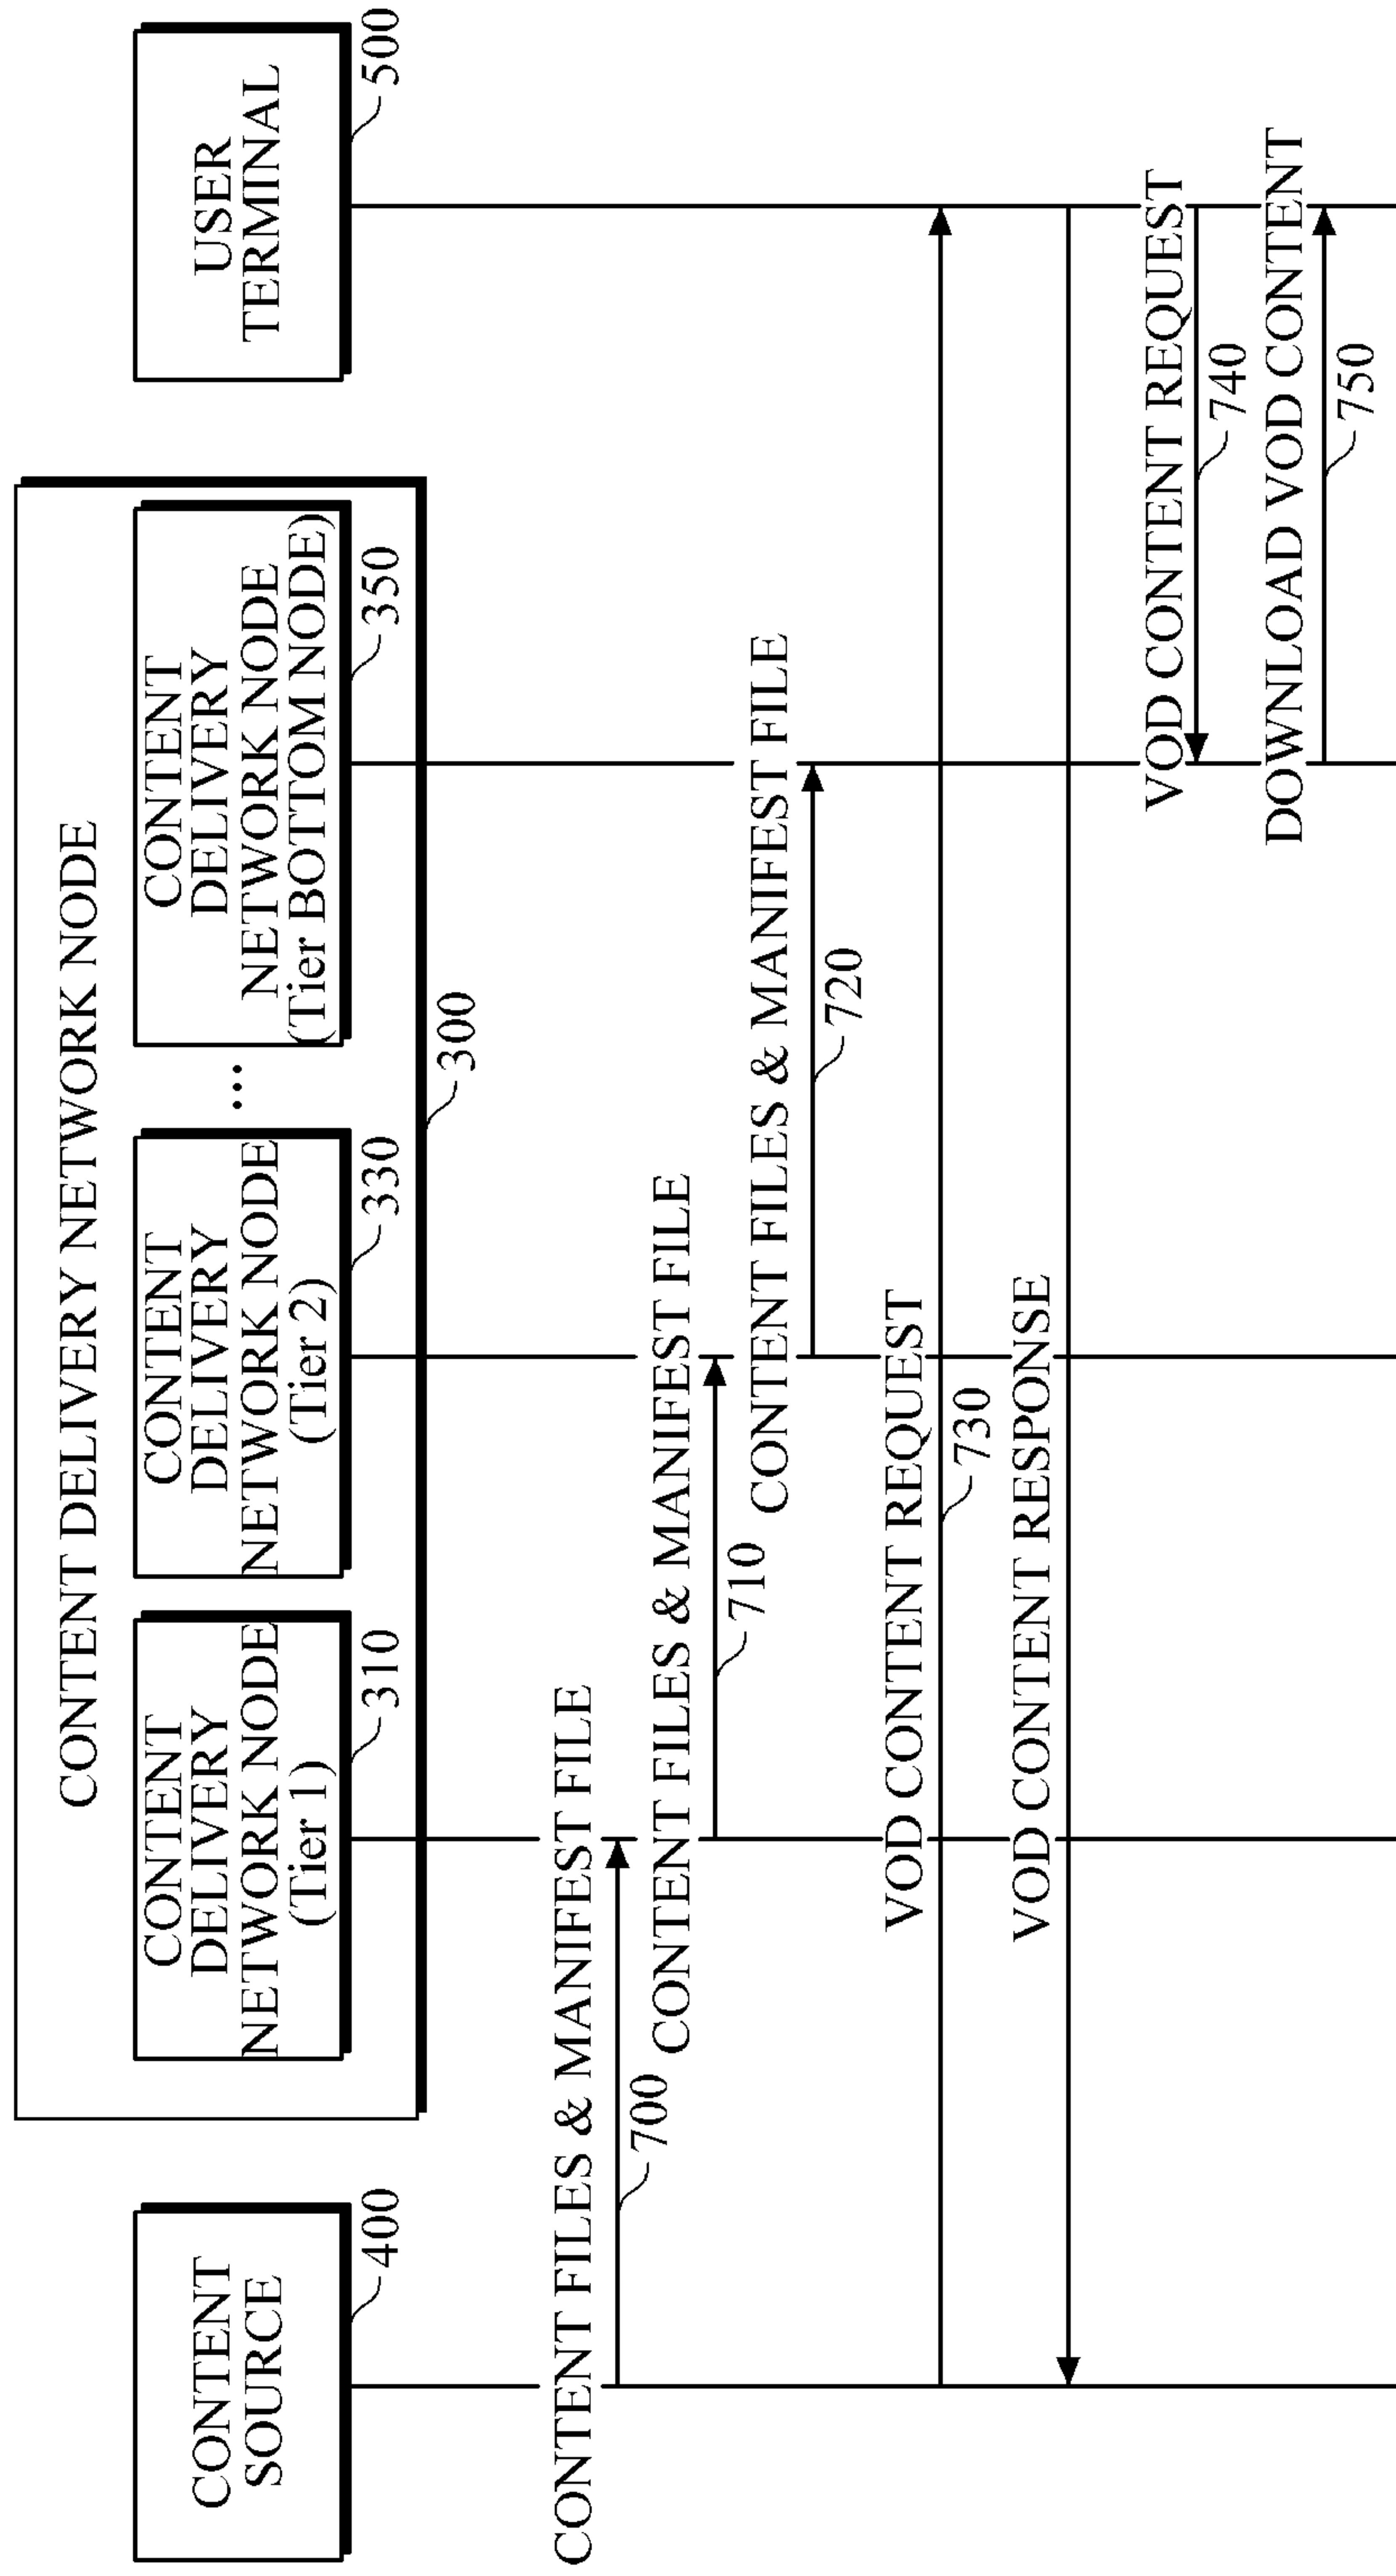 CONTENT DELIVERY NETWORK NODE
CONTENT
SOURCE
400
CONTENT
DELIVERY
NETWORK NODE
(Tier 1)
310
CONTENT
DELIVERY
NETWORK NODE
(Tier 2)
330
...
CONTENT
DELIVERY
NETWORK NODE
(Tier BOTTOM NODE)
350
300
USER
TERMINAL
500
CONTENT FILES & MANIFEST FILE
700
CONTENT FILES & MANIFEST FILE
710
CONTENT FILES & MANIFEST FILE
720
VOD CONTENT REQUEST
730
VOD CONTENT RESPONSE
VOD CONTENT REQUEST
740
DOWNLOAD VOD CONTENT
750